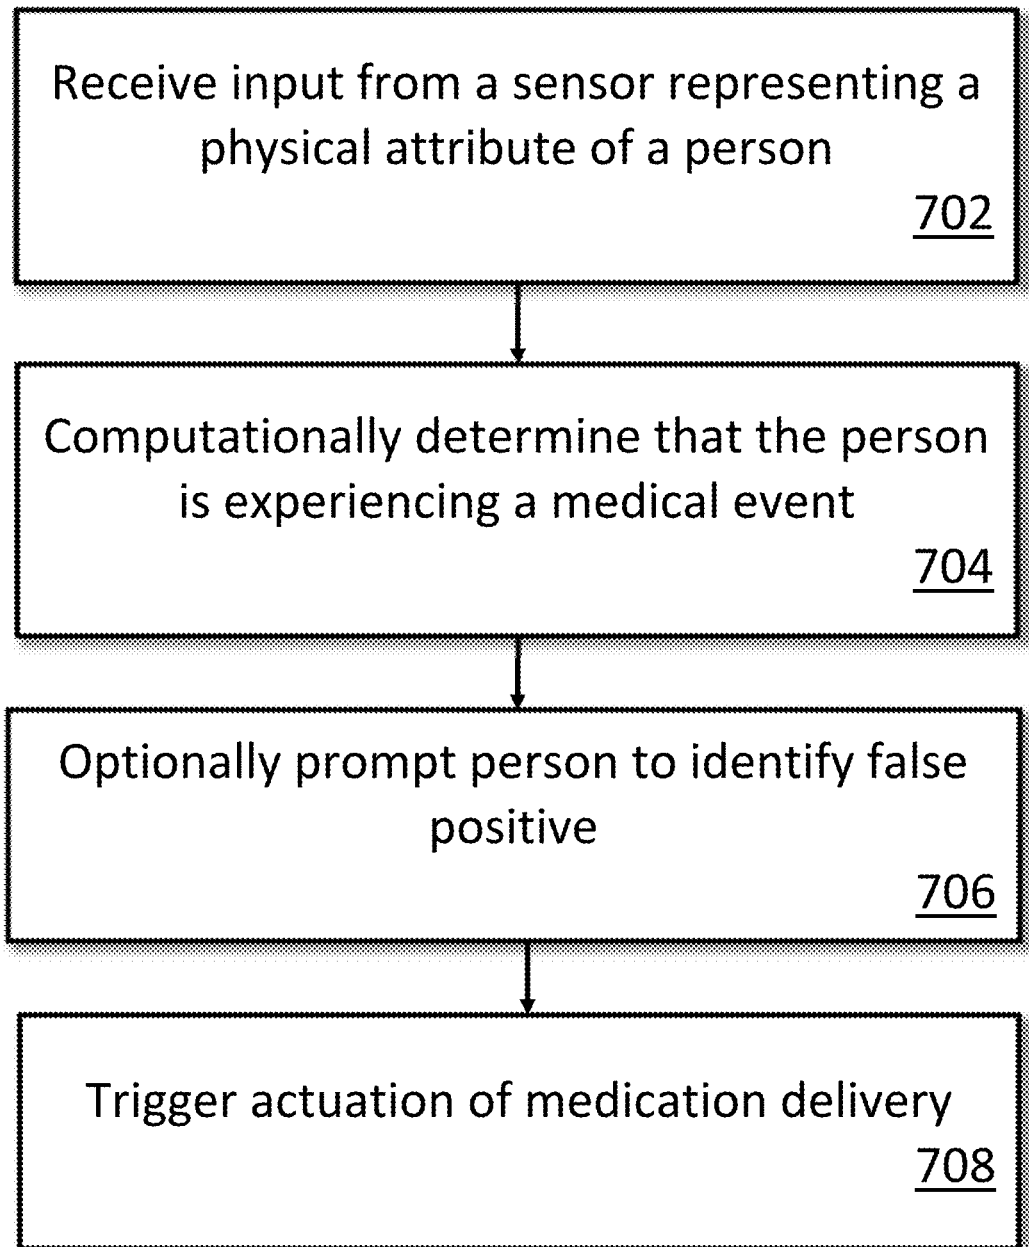 Receive input from a sensor representing a
physical attribute of a person
702
Computationally determine that the person
is experiencing a medical event
704
Optionally prompt person to identify false
positive
706
Trigger actuation of medication delivery
708